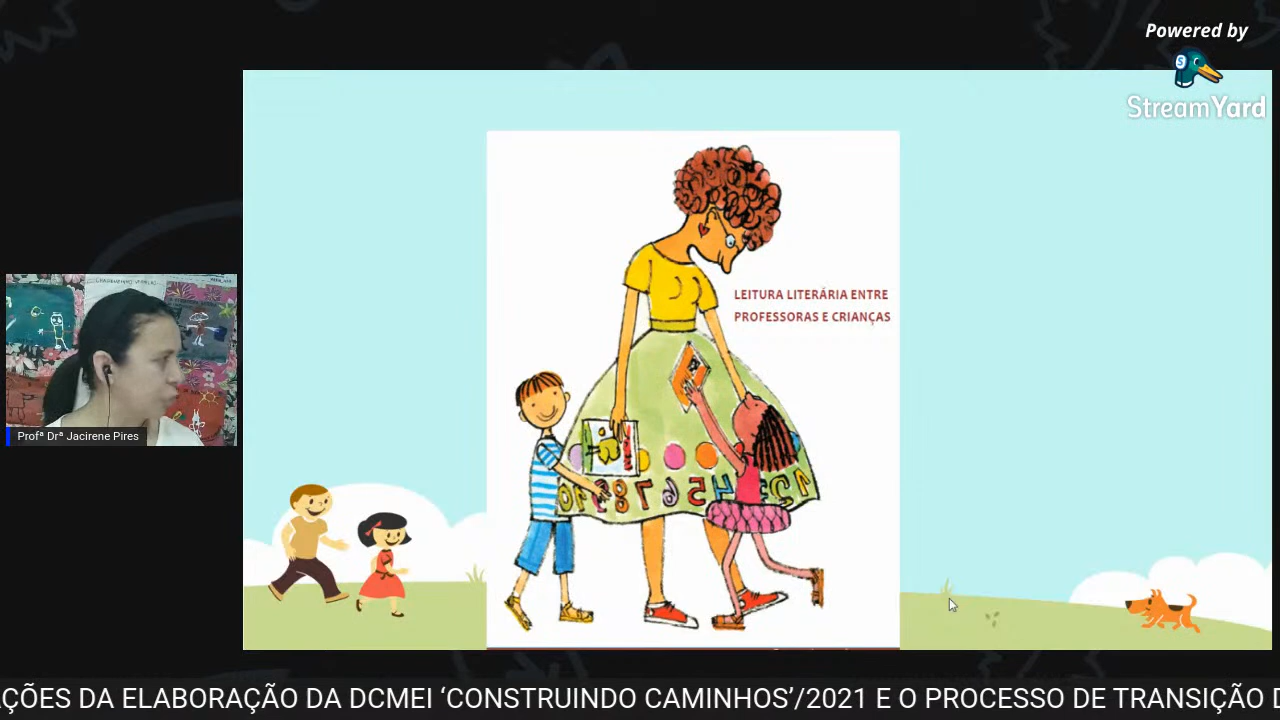 Powered by
StreamYard
LEITURA LITERÁRIA ENTRE
PROFESSORAS E CRIANÇAS
Profª Drª Jacirene Pires
AÇÕES DA ELABORAÇÃO DA DCMEI ‘CONSTRUINDO CAMINHOS’/2021 E O PROCESSO DE TRANSIÇÃO D